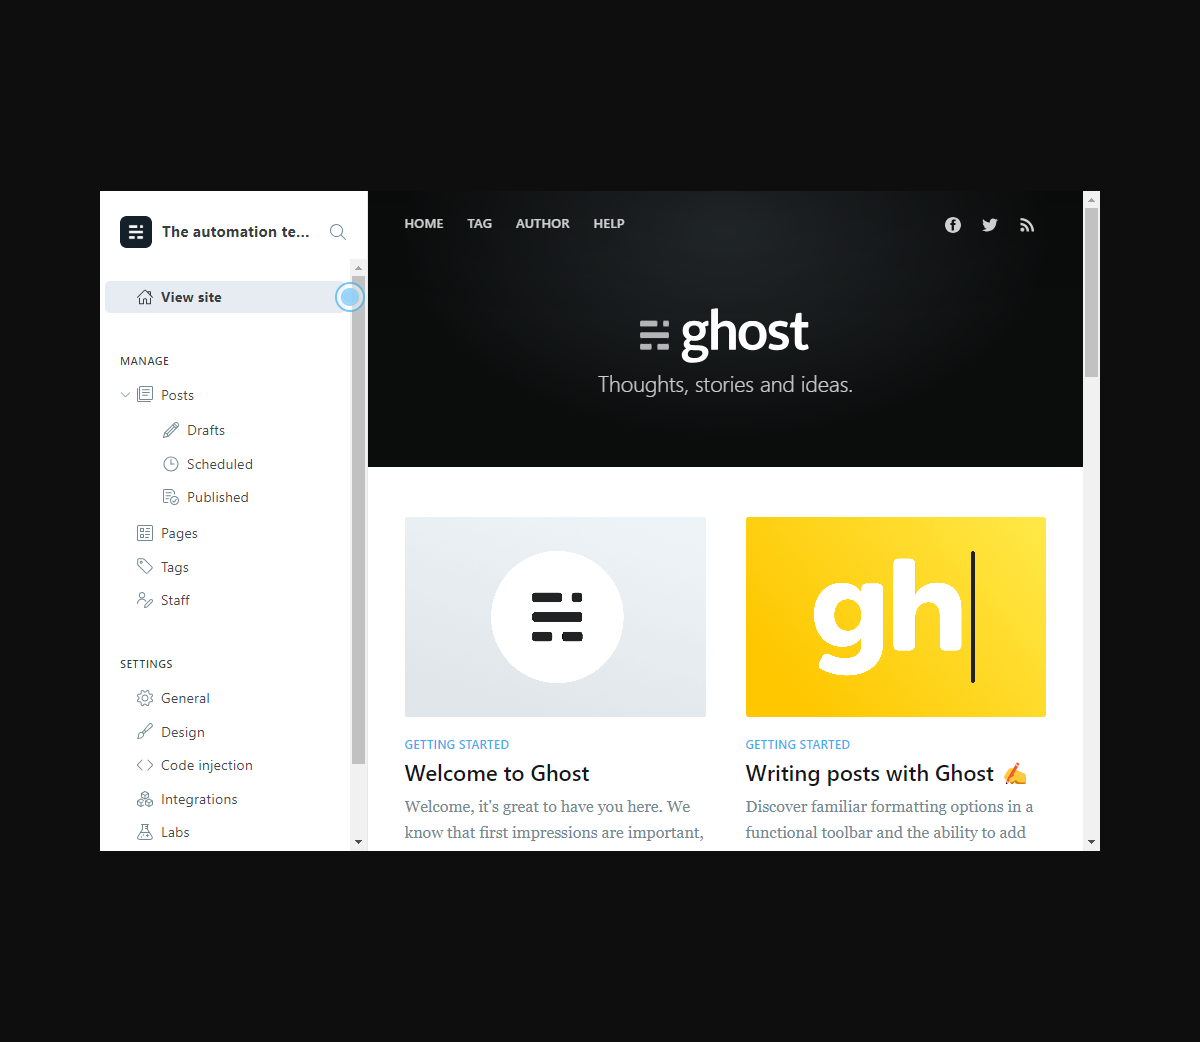 The automation te...
View site
MANAGE
Posts
Drafts
Scheduled
Published
Pages
Tags
Staff
SETTINGS
General
Design
Code injection
Integrations
Labs
HOME TAG AUTHOR HELP
ghost
Thoughts, stories and ideas.
GETTING STARTED
Welcome to Ghost
Welcome, it's great to have you here. We
know that first impressions are important,
gh
GETTING STARTED
Writing posts with Ghost ✍️
Discover familiar formatting options in a
functional toolbar and the ability to add